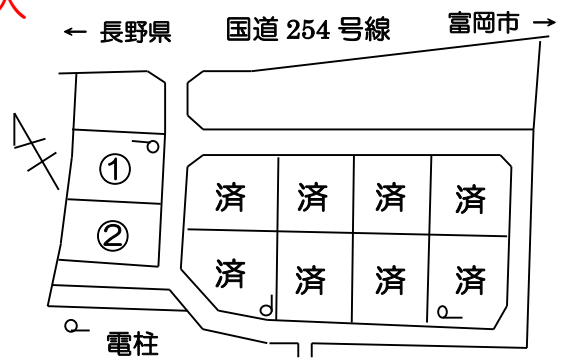 ← 長野県 国道 254 号線 富岡市 →
①
済 済 済 済
②
済 済 済 済
電柱